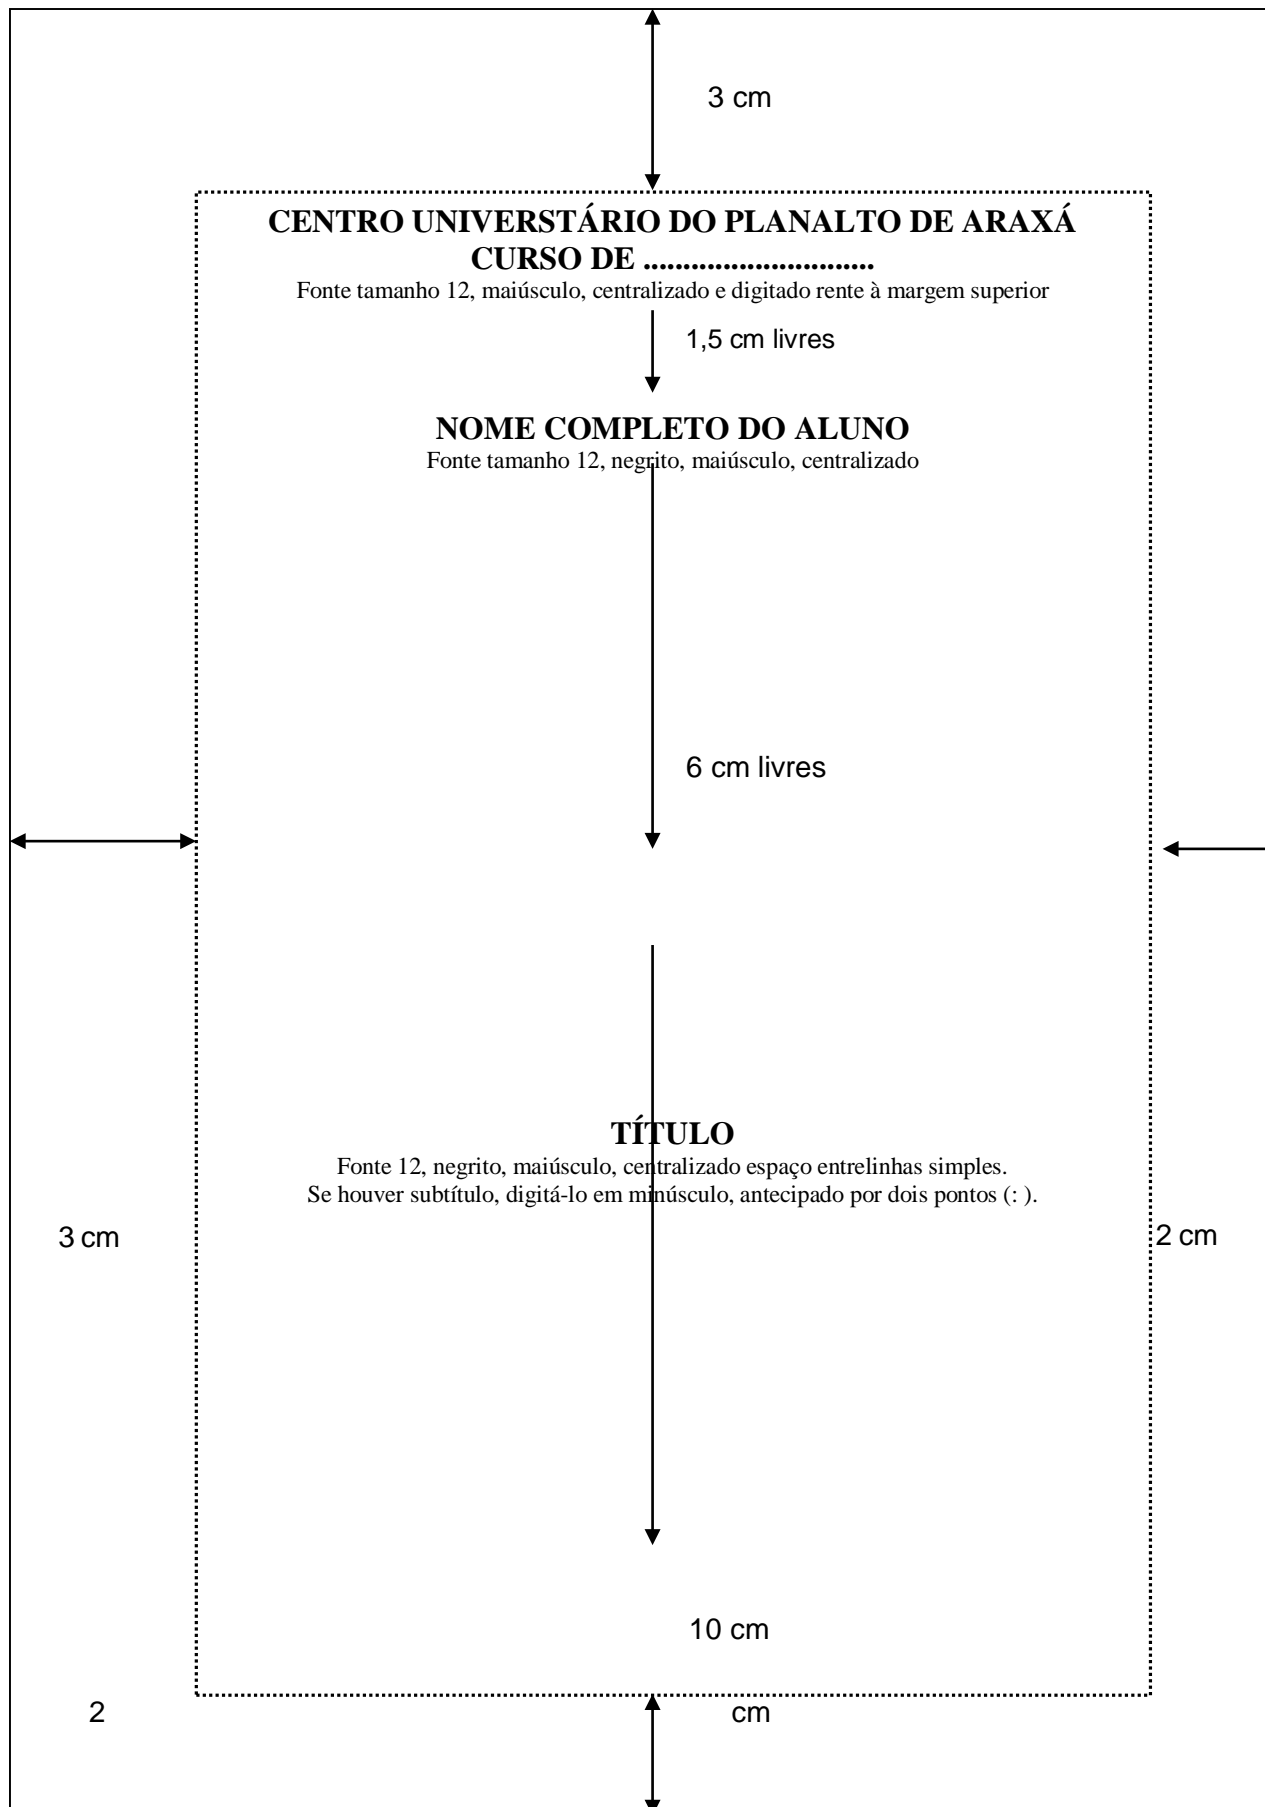 3 cm
CENTRO UNIVERSTÁRIO DO PLANALTO DE ARAXÁ
CURSO DE .............................
Fonte tamanho 12, maiúsculo, centralizado e digitado rente à margem superior
1,5 cm livres
NOME COMPLETO DO ALUNO
Fonte tamanho 12, negrito, maiúsculo, centralizado
6 cm livres
TÍTULO
Fonte 12, negrito, maiúsculo, centralizado espaço entrelinhas simples.
Se houver subtítulo, digitá-lo em minúsculo, antecipado por dois pontos (: ).
3 cm
2 cm
10 cm
2
cm